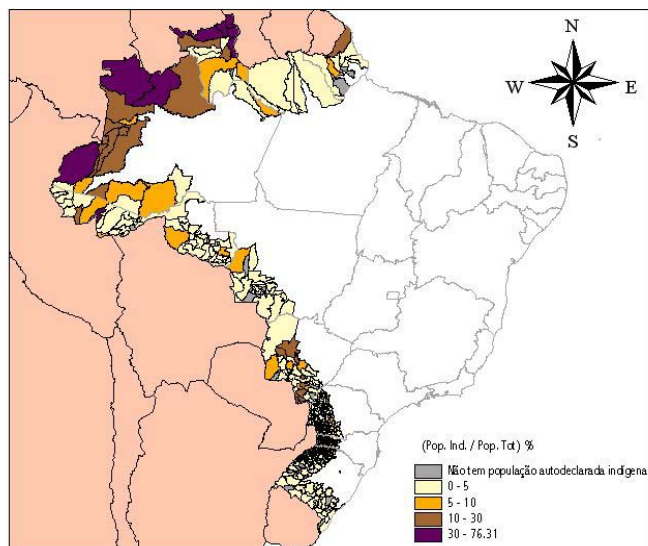 N
W E
S
(Pop. Ind. / Pop. Tot) %
Não tem população autodeclarada indígena
0 - 5
5 - 10
10 - 30
30 - 76.31